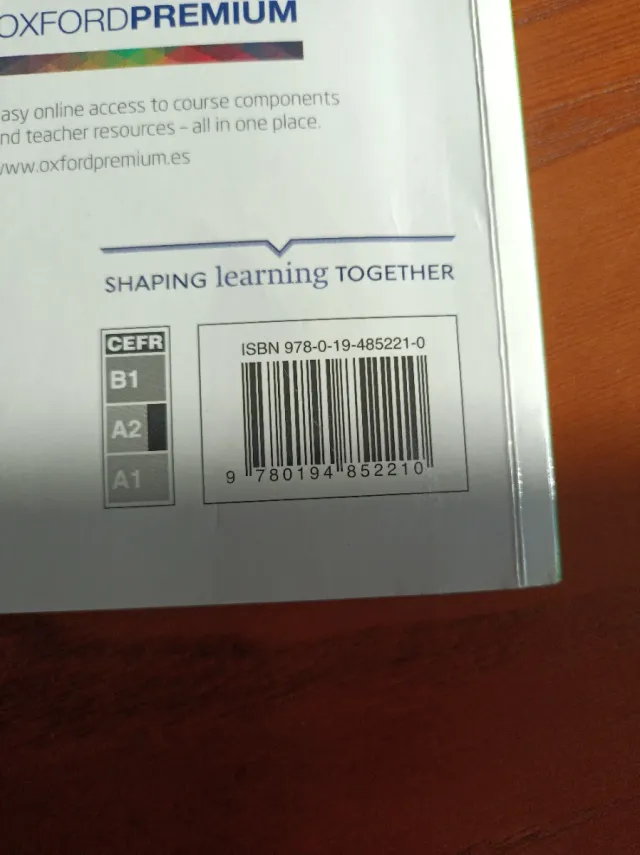 OXFORDPREMIUM
asy online access to course components
nd teacher resources – all in one place.
www.oxfordpremium.es
SHAPING learning TOGETHER
CEFR
B1
A2
A1
ISBN 978-0-19-485221-0
9 780194 852210